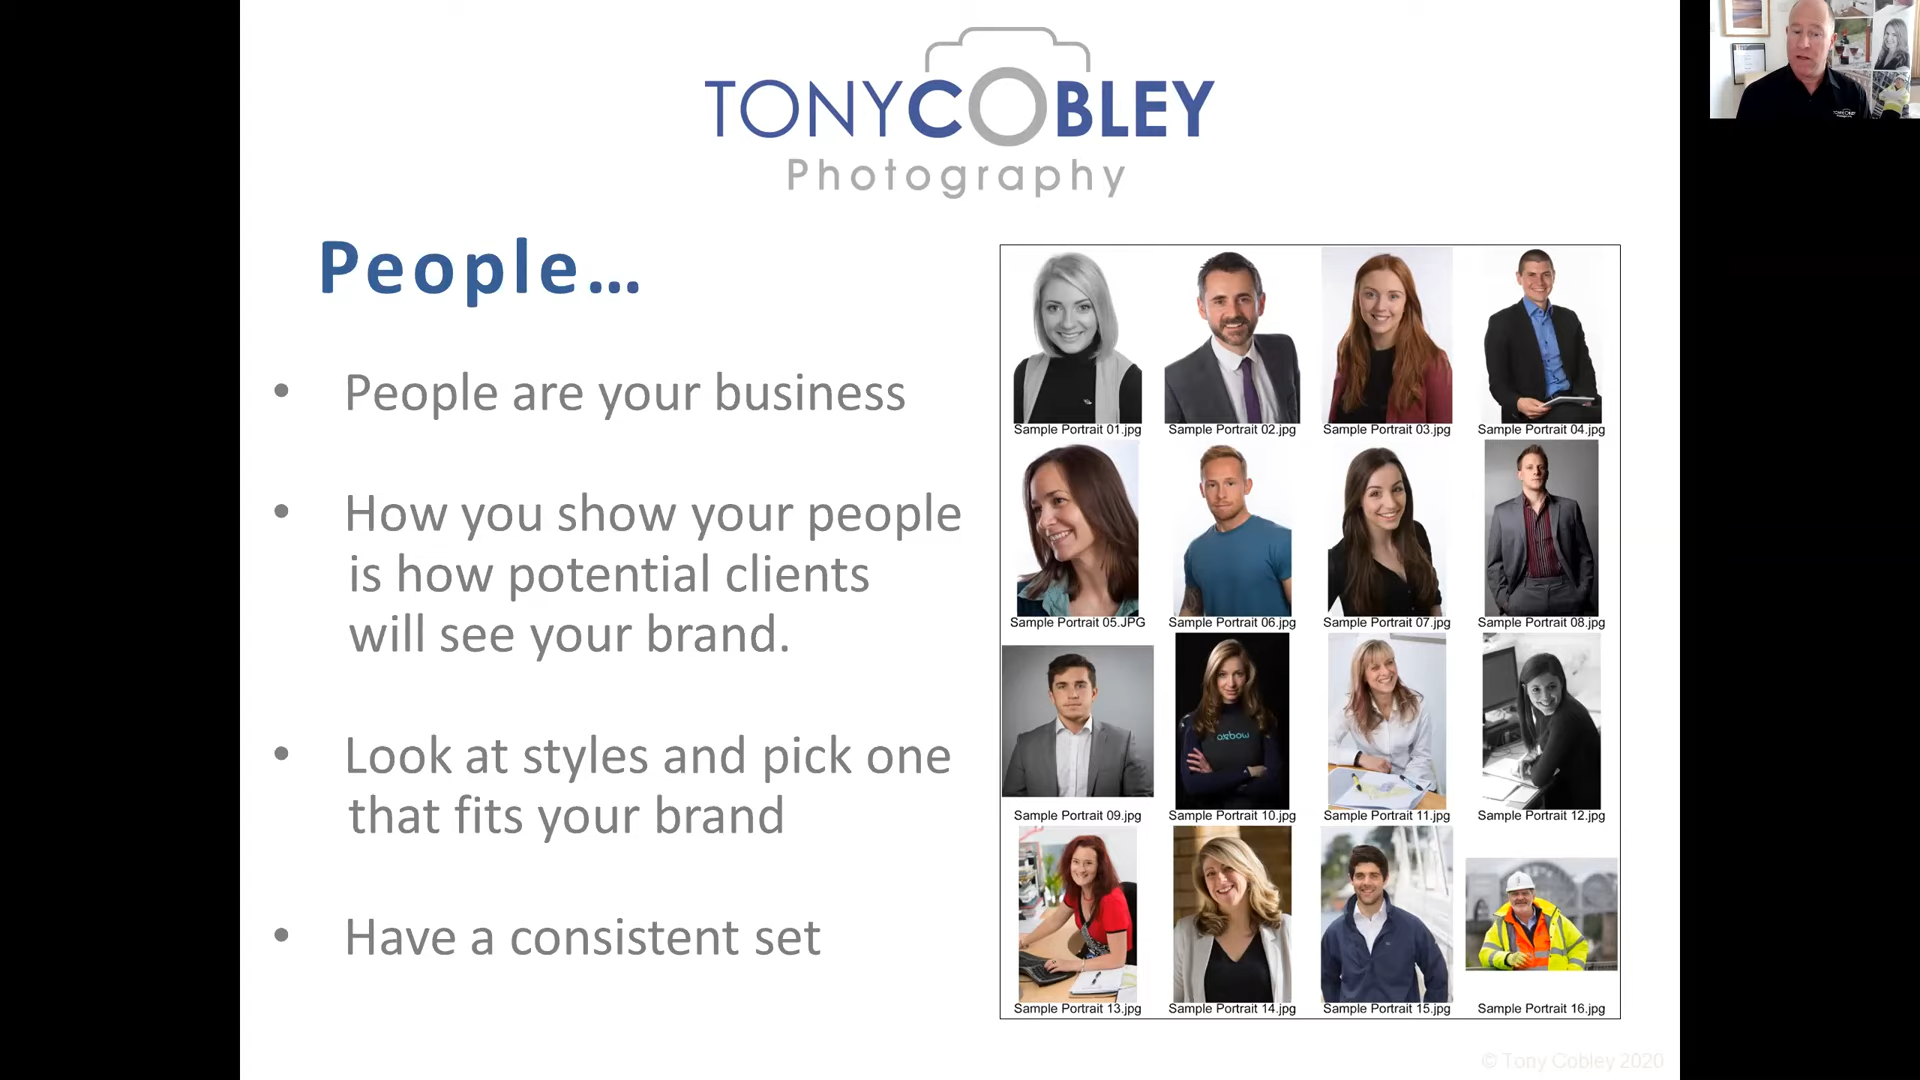 TONYCOBLEY
Photography
People...
• People are your business
• How you show your people
is how potential clients
will see your brand.
• Look at styles and pick one
that fits your brand
• Have a consistent set
Sample Portrait 01.jpg
Sample Portrait 02.jpg
Sample Portrait 03.jpg
Sample Portrait 04.jpg
Sample Portrait 05.JPG
Sample Portrait 06.jpg
Sample Portrait 07.jpg
Sample Portrait 08.jpg
oxbow
Sample Portrait 09.jpg
Sample Portrait 10.jpg
Sample Portrait 11.jpg
Sample Portrait 12.jpg
Sample Portrait 13.jpg
Sample Portrait 14.jpg
Sample Portrait 15.jpg
Sample Portrait 16.jpg
© Tony Cobley 2020